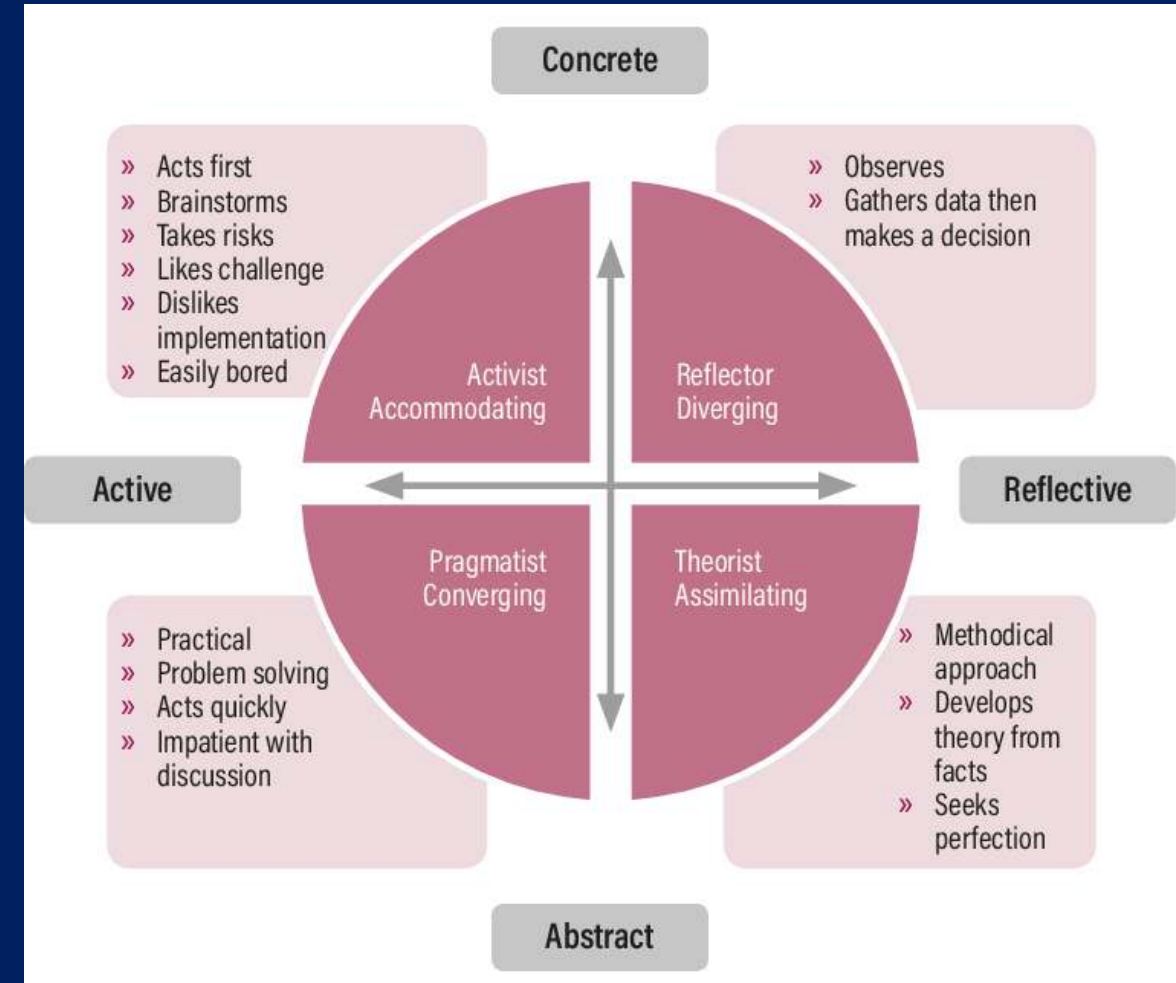 Concrete
» Acts first
» Brainstorms
» Takes risks
» Likes challenge
» Dislikes
implementation
» Easily bored
» Observes
» Gathers data then
makes a decision
Activist
Accommodating
Reflector
Diverging
Active
Reflective
Pragmatist
Converging
Theorist
Assimilating
» Practical
» Problem solving
» Acts quickly
» Impatient with
discussion
» Methodical
approach
» Develops
theory from
facts
» Seeks
perfection
Abstract